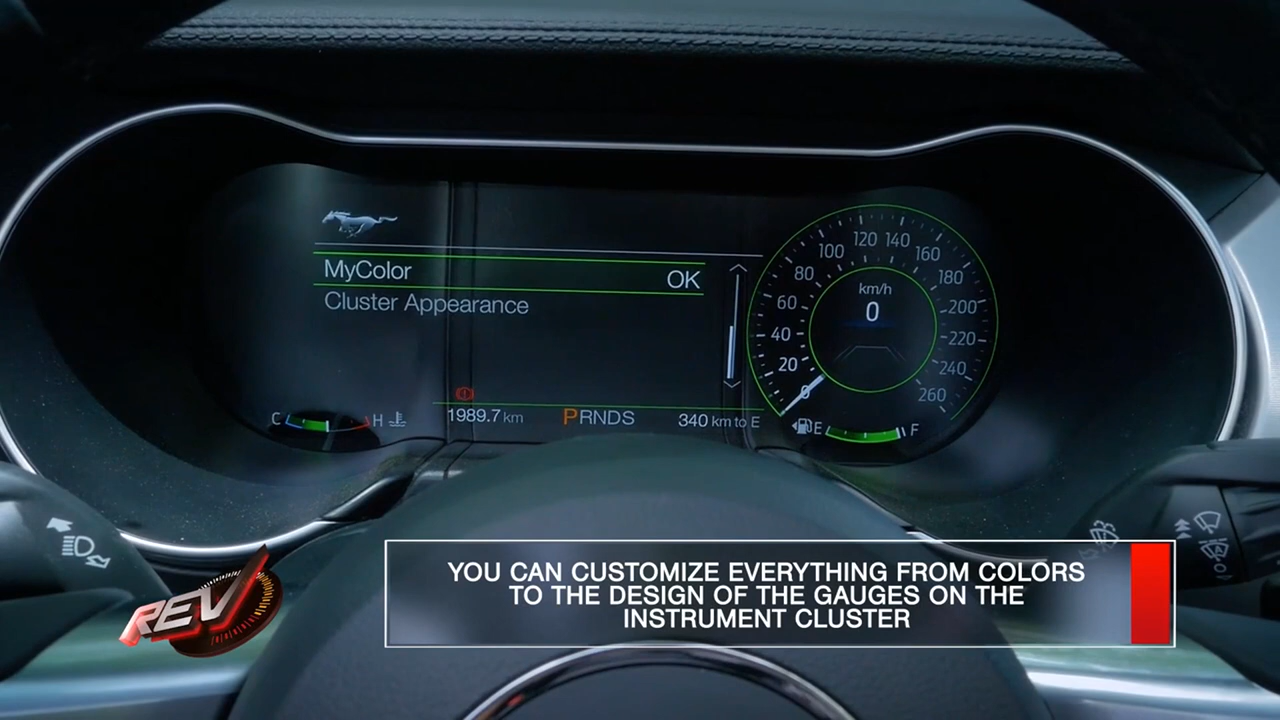 MyColor OK
Cluster Appearance
120 140
100 160
80 180
km/h
60 0 200
40 220
20 240
0 260
C H 1989.7 km PRNDS 340 km to E E F
REV
YOU CAN CUSTOMIZE EVERYTHING FROM COLORS
TO THE DESIGN OF THE GAUGES ON THE
INSTRUMENT CLUSTER